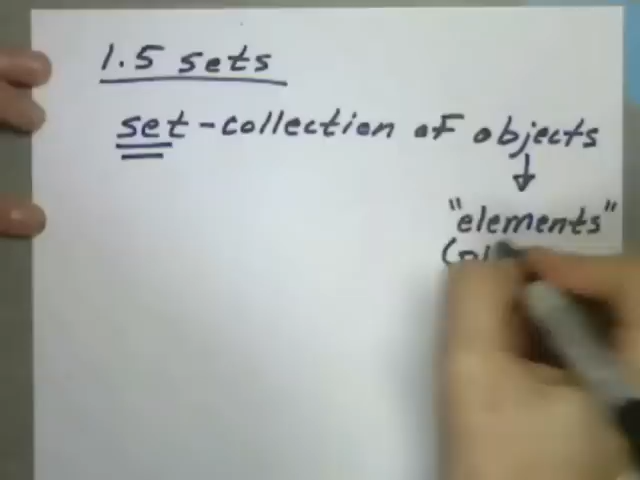 1.5 sets
set - collection of objects
"elements"